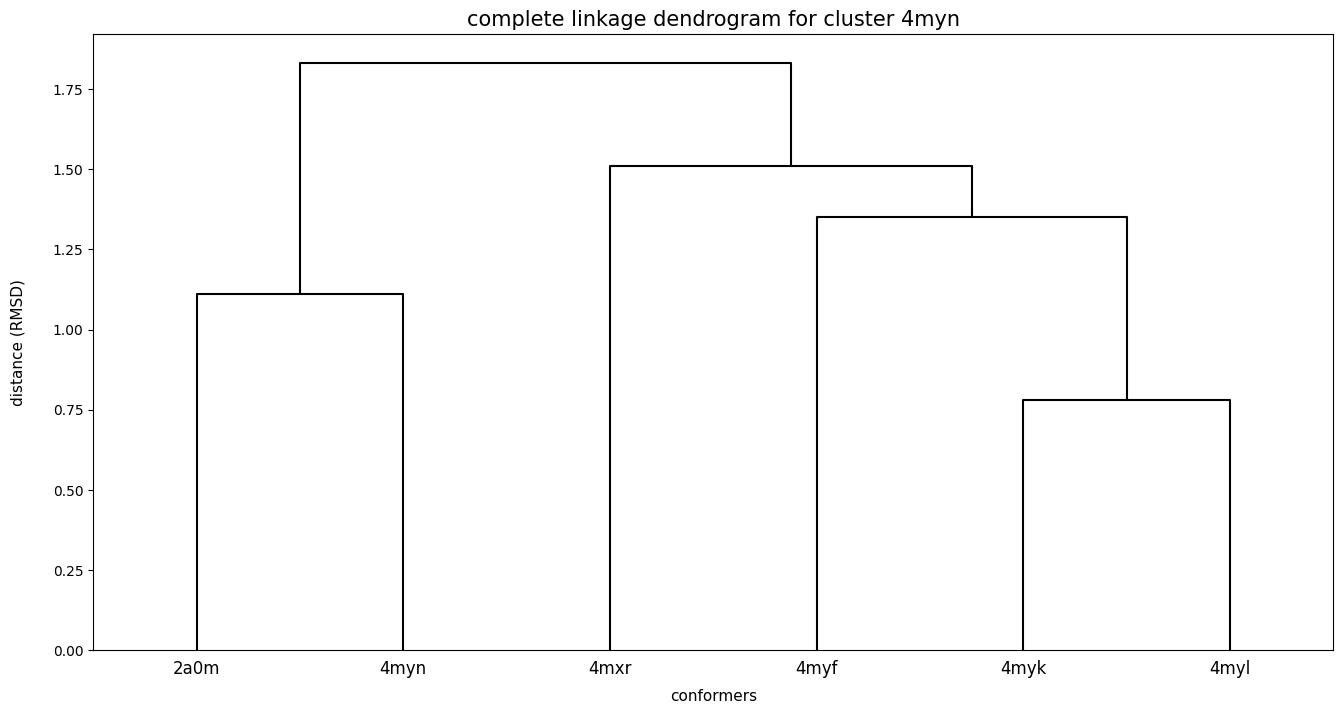 complete linkage dendrogram for cluster 4myn
distance (RMSD)
1.75
1.50
1.25
1.00
0.75
0.50
0.25
0.00
2a0m 4myn 4mxr 4myf 4myk 4myl
conformers